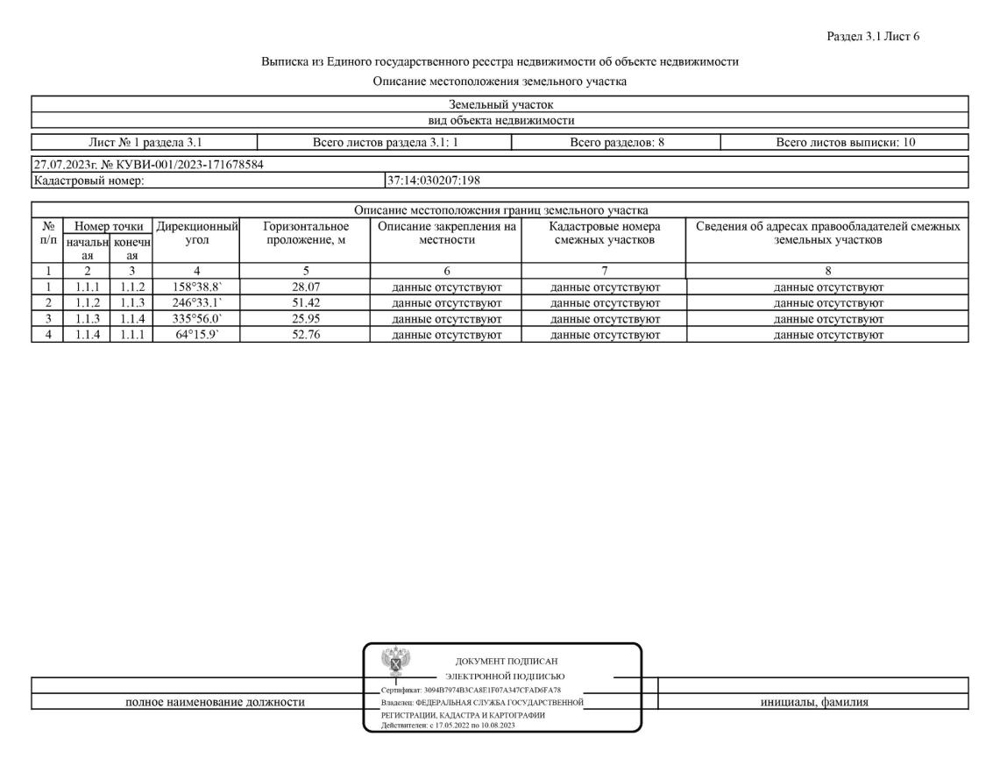 Раздел 3.1 Лист 6
Выписка из Единого государственного реестра недвижимости об объекте недвижимости
Описание местоположения земельного участка
Земельный участок
вид объекта недвижимости
Лист № 1 раздела 3.1 Всего листов раздела 3.1: 1 Всего разделов: 8 Всего листов выписки: 10
27.07.2023г. № КУВИ-001/2023-171678584
Кадастровый номер: 37:14:030207:198
Описание местоположения границ земельного участка
№ Номер точки Дирекционный Горизонтальное Описание закрепления на Кадастровые номера Сведения об адресах правообладателей смежных
п/п начальн конечн угол проложение, м местности смежных участков земельных участков
ая ая
1 2 3 4 5 6 7 8
1 1.1.1 1.1.2 158°38.8` 28.07 данные отсутствуют данные отсутствуют данные отсутствуют
2 1.1.2 1.1.3 246°33.1` 51.42 данные отсутствуют данные отсутствуют данные отсутствуют
3 1.1.3 1.1.4 335°56.0` 25.95 данные отсутствуют данные отсутствуют данные отсутствуют
4 1.1.4 1.1.1 64°15.9` 52.76 данные отсутствуют данные отсутствуют данные отсутствуют
ДОКУМЕНТ ПОДПИСАН
ЭЛЕКТРОННОЙ ПОДПИСЬЮ
Сертификат: 3094B7974B3CA8E1F07A347CFAD6FA78
полное наименование должности Владелец: ФЕДЕРАЛЬНАЯ СЛУЖБА ГОСУДАРСТВЕННОЙ инициалы, фамилия
РЕГИСТРАЦИИ, КАДАСТРА И КАРТОГРАФИИ
Действителен: с 17.05.2022 по 10.08.2023